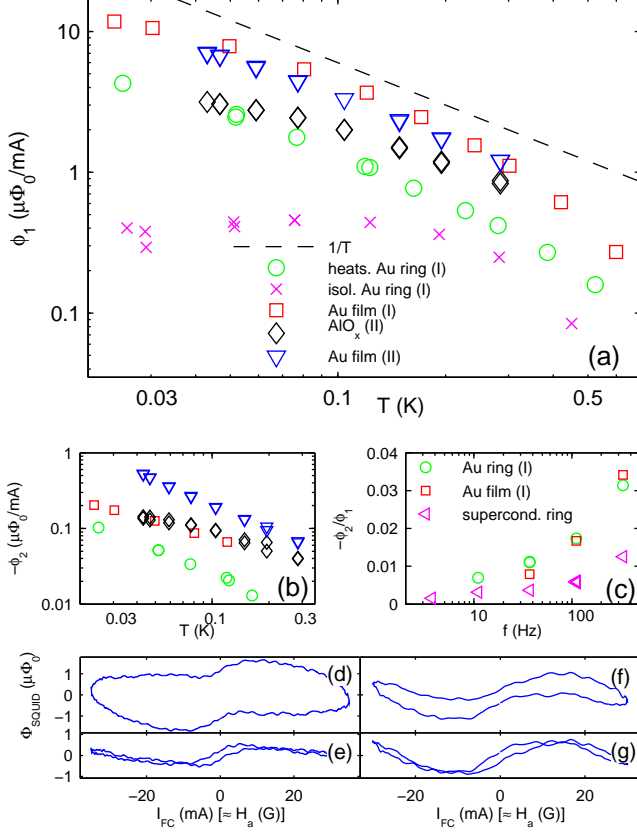 10
1
0.1
ϕ₁ (μΦ₀/mA)
1/T
heats. Au ring (I)
isol. Au ring (I)
Au film (I)
AlOₓ (II)
Au film (II)
(a)
0.03 0.1 0.5
T (K)
1
0.1
0.01
−ϕ₂ (μΦ₀/mA)
(b)
0.03 0.1 0.3
T (K)
0.04
0.03
0.02
0.01
0
−ϕ₂/ϕ₁
Au ring (I)
Au film (I)
supercond. ring
(c)
10 100
f (Hz)
Φ_SQUID (μΦ₀)
1
0
−1
(d)
(f)
1
0
−1
(e)
(g)
−20 0 20
I_FC (mA) [≈ Hₐ (G)]
−20 0 20
I_FC (mA) [≈ Hₐ (G)]